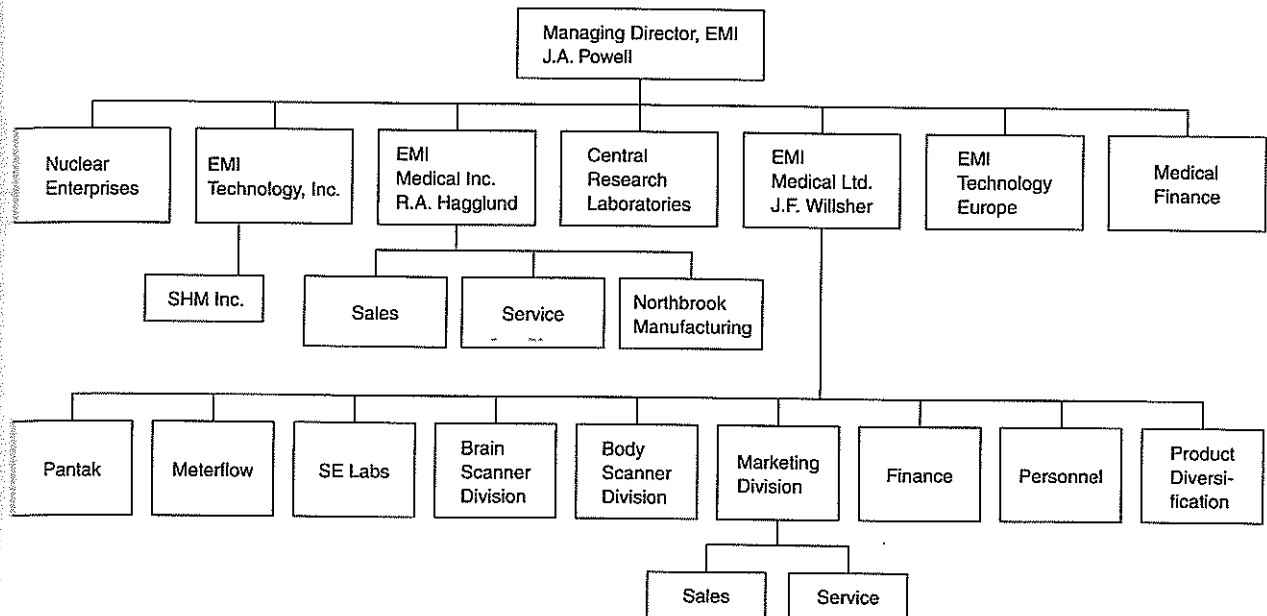 Managing Director, EMI
J.A. Powell
Nuclear
Enterprises
EMI
Technology, Inc.
EMI
Medical Inc.
R.A. Hagglund
Central
Research
Laboratories
EMI
Medical Ltd.
J.F. Willsher
EMI
Technology
Europe
Medical
Finance
SHM Inc.
Sales
Service
Northbrook
Manufacturing
Pantak
Meterflow
SE Labs
Brain
Scanner
Division
Body
Scanner
Division
Marketing
Division
Finance
Personnel
Product
Diversi-
fication
Sales
Service